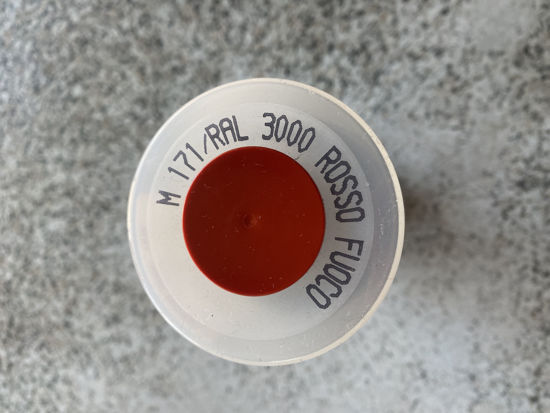 M 171/RAL 3000 ROSSO FUOCO